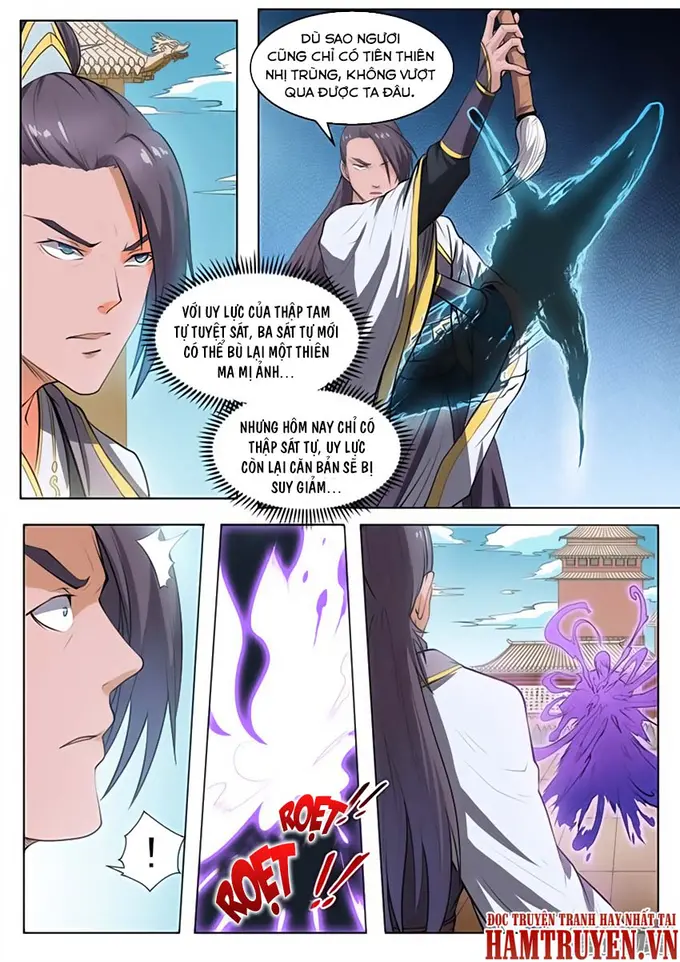 DÙ SAO NGƯƠI
CŨNG CHỈ CÓ TIÊN THIÊN
NHỊ TRÙNG, KHÔNG VƯỢT
QUA ĐƯỢC TA ĐÂU.
VỚI UY LỰC CỦA THẬP TAM
TỰ TUYỆT SÁT, BA SÁT TỰ MỚI
CÓ THỂ BÙ LẠI MỘT THIÊN
MA MỊ ẢNH...
NHƯNG HÔM NAY CHỈ CÓ
THẬP SÁT TỰ, UY LỰC
CÒN LẠI CĂN BẢN SẼ BỊ
SUY GIẢM...
!
ROẸT!!
ROẸT!!
ĐỌC TRUYỆN TRANH HAY NHẤT TẠI
HAMTRUYEN.VN